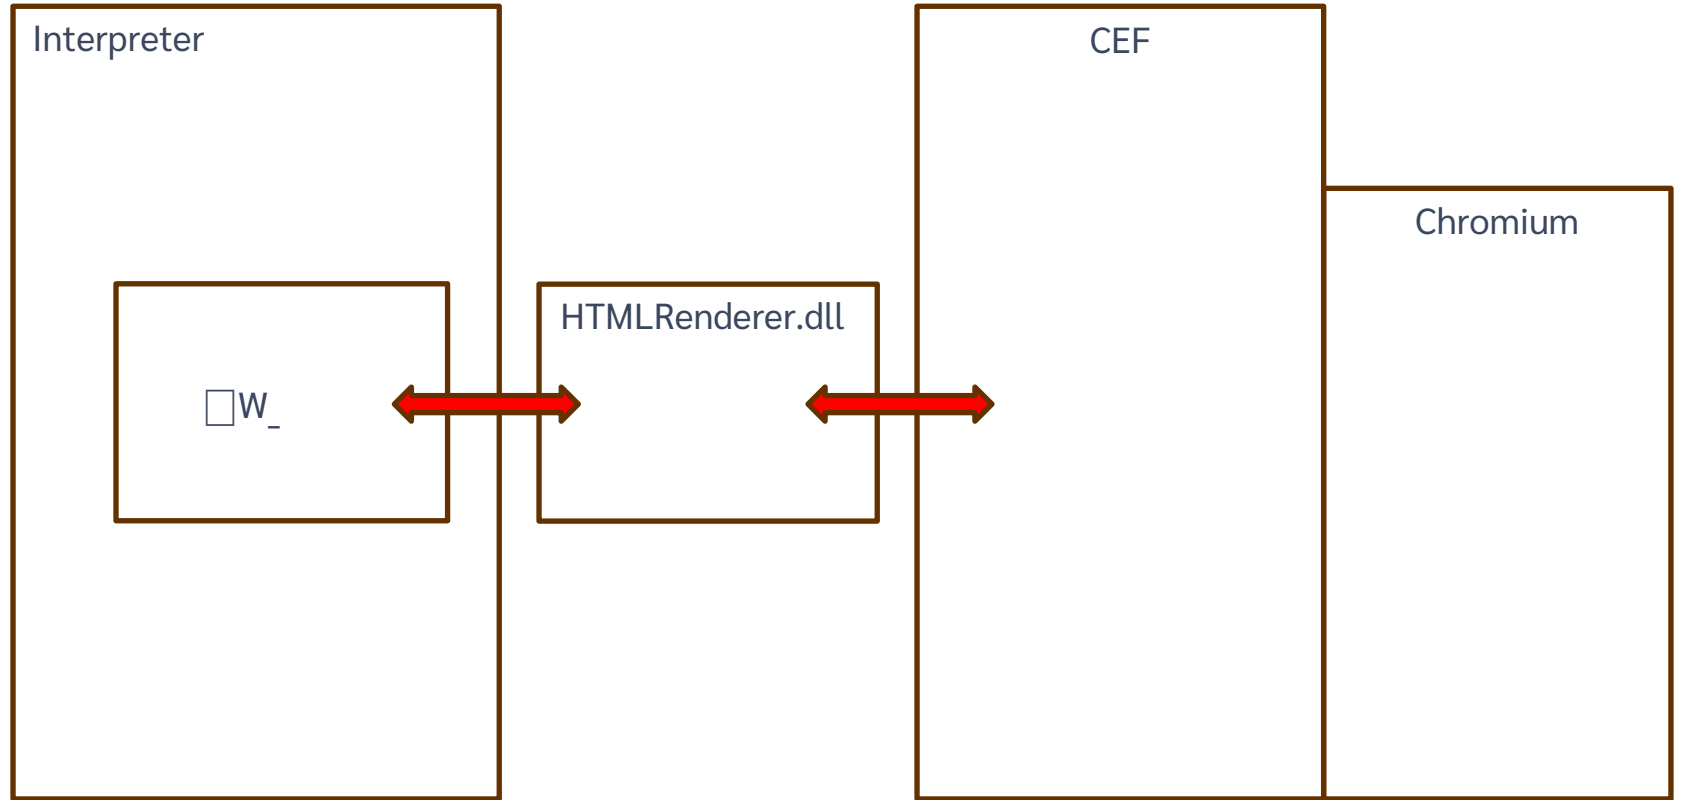 Interpreter
CEF
Chromium
HTMLRenderer.dll
⎕W_